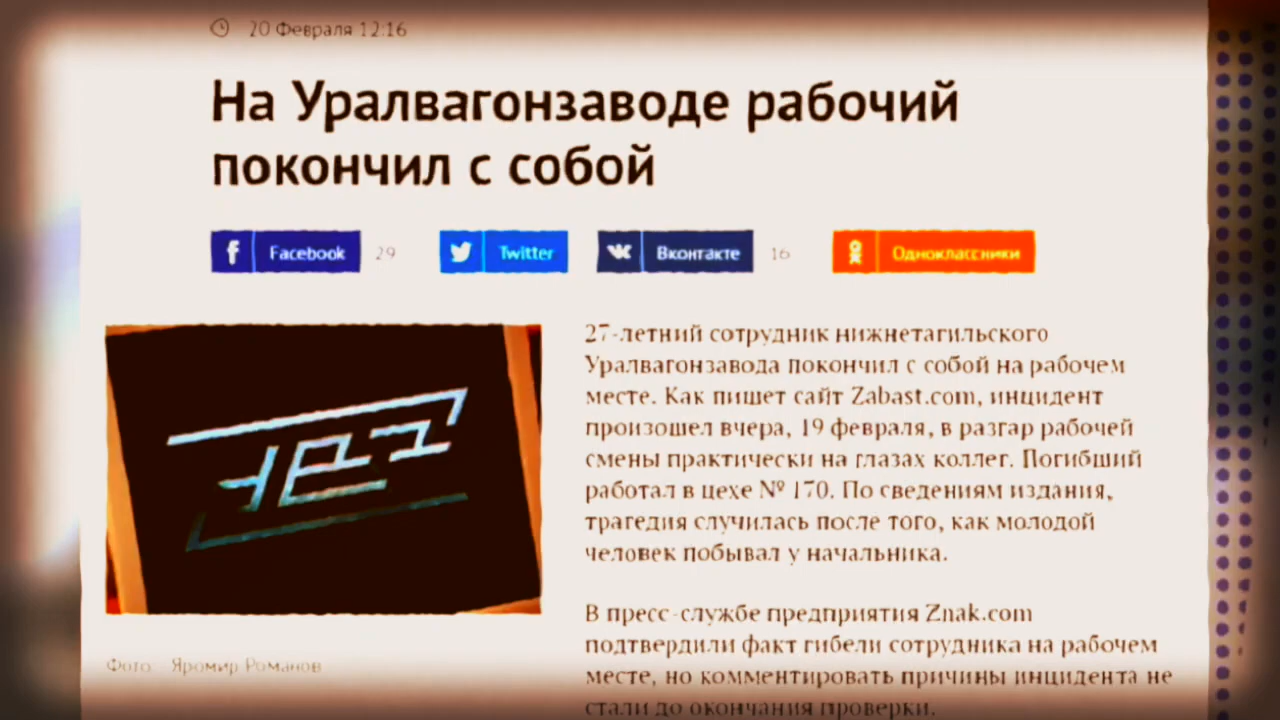 20 Февраля 12:16
На Уралвагонзаводе рабочий
покончил с собой
Facebook 29 Twitter Вконтакте 16 Одноклассники
27-летний сотрудник нижнетагильского
Уралвагонзавода покончил с собой на рабочем
месте. Как пишет сайт Zabast.com, инцидент
произошел вчера, 19 февраля, в разгар рабочей
смены практически на глазах коллег. Погибший
работал в цехе № 170. По сведениям издания,
трагедия случилась после того, как молодой
человек побывал у начальника.
В пресс-службе предприятия Znak.com
подтвердили факт гибели сотрудника на рабочем
месте, но комментировать причины инцидента не
стали до окончания проверки.
Фото: Яромир Романов